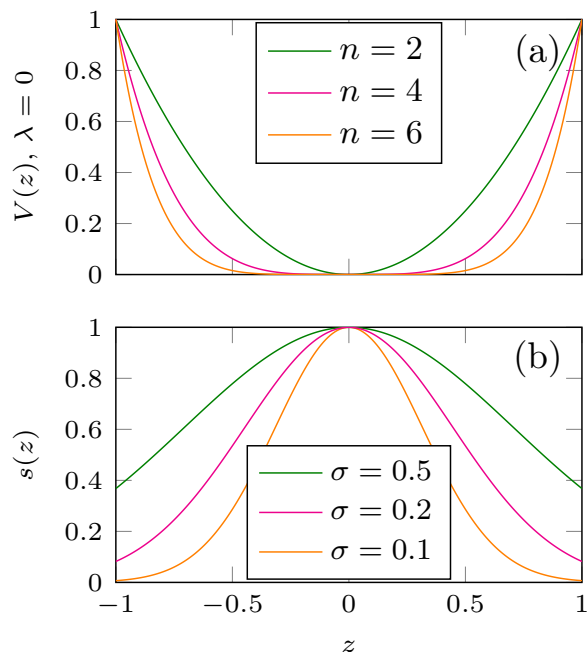 1
0.8
0.6
0.4
0.2
0
V(z), λ = 0
(a)
n = 2
n = 4
n = 6
1
0.8
0.6
0.4
0.2
0
s(z)
(b)
σ = 0.5
σ = 0.2
σ = 0.1
−1 −0.5 0 0.5 1
z